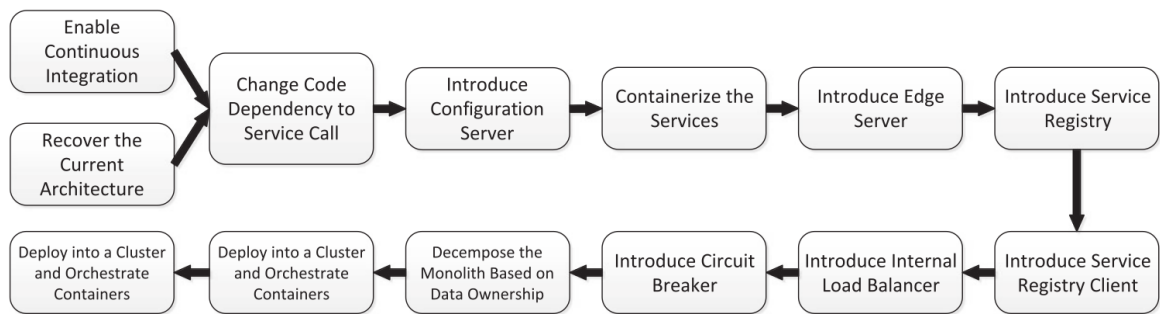 Enable
Continuous
Integration
Recover the
Current
Architecture
Change Code
Dependency to
Service Call
Introduce
Configuration
Server
Containerize the
Services
Introduce Edge
Server
Introduce Service
Registry
Introduce Service
Registry Client
Introduce Internal
Load Balancer
Introduce Circuit
Breaker
Decompose the
Monolith Based on
Data Ownership
Deploy into a Cluster
and Orchestrate
Containers
Deploy into a Cluster
and Orchestrate
Containers